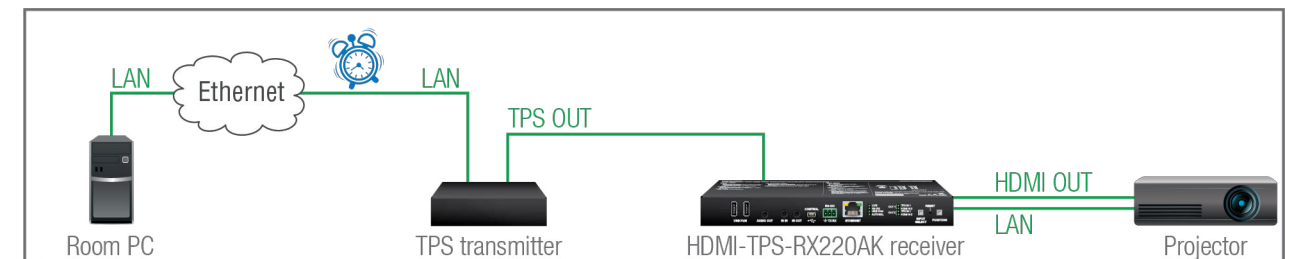 LAN
Ethernet
LAN
TPS OUT
HDMI OUT
LAN
Room PC
TPS transmitter
HDMI-TPS-RX220AK receiver
Projector